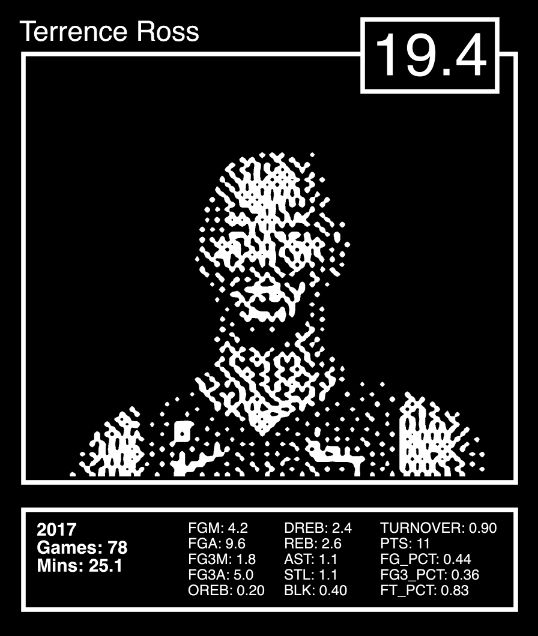 Terrence Ross
19.4
2017
Games: 78
Mins: 25.1
FGM: 4.2
FGA: 9.6
FG3M: 1.8
FG3A: 5.0
OREB: 0.20
DREB: 2.4
REB: 2.6
AST: 1.1
STL: 1.1
BLK: 0.40
TURNOVER: 0.90
PTS: 11
FG_PCT: 0.44
FG3_PCT: 0.36
FT_PCT: 0.83